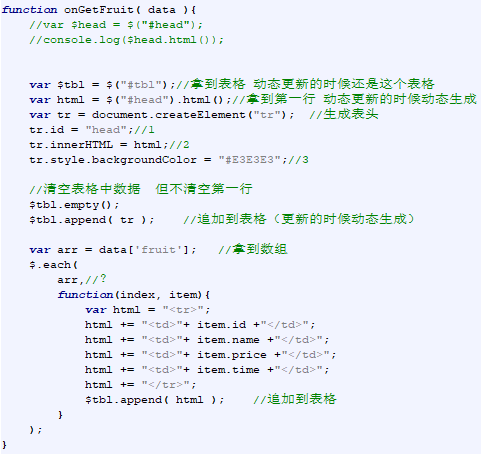 function onGetFruit( data ){
//var $head = $("#head");
//console.log($head.html());
var $tbl = $("#tbl");//拿到表格 动态更新的时候还是这个表格
var html = $("#head").html();//拿到第一行 动态更新的时候动态生成
var tr = document.createElement("tr"); //生成表头
tr.id = "head";//1
tr.innerHTML = html;//2
tr.style.backgroundColor = "#E3E3E3";//3
//清空表格中数据 但不清空第一行
$tbl.empty();
$tbl.append( tr ); //追加到表格（更新的时候动态生成）
var arr = data['fruit']; //拿到数组
$.each(
arr,//?
function(index, item){
var html = "<tr>";
html += "<td>"+ item.id +"</td>";
html += "<td>"+ item.name +"</td>";
html += "<td>"+ item.price +"</td>";
html += "<td>"+ item.time +"</td>";
html += "</tr>";
$tbl.append( html ); //追加到表格
}
);
}